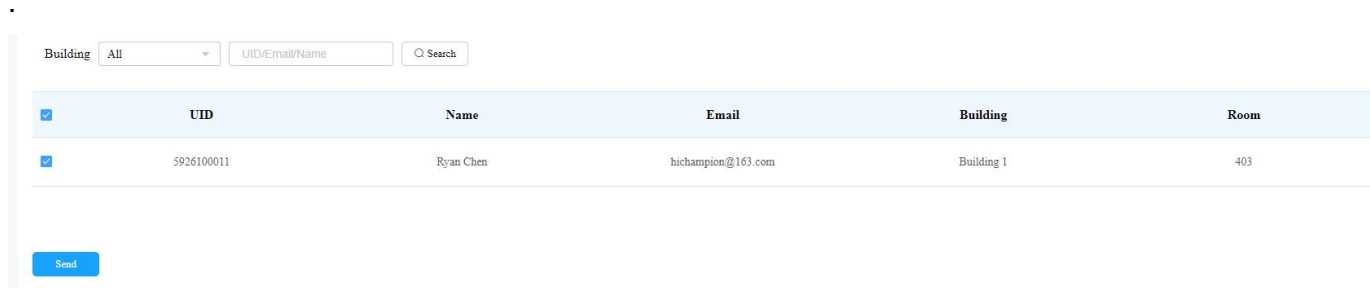 .
Building All UID/Email/Name Search
UID Name Email Building Room
5926100011 Ryan Chen hichampion@163.com Building 1 403
Send